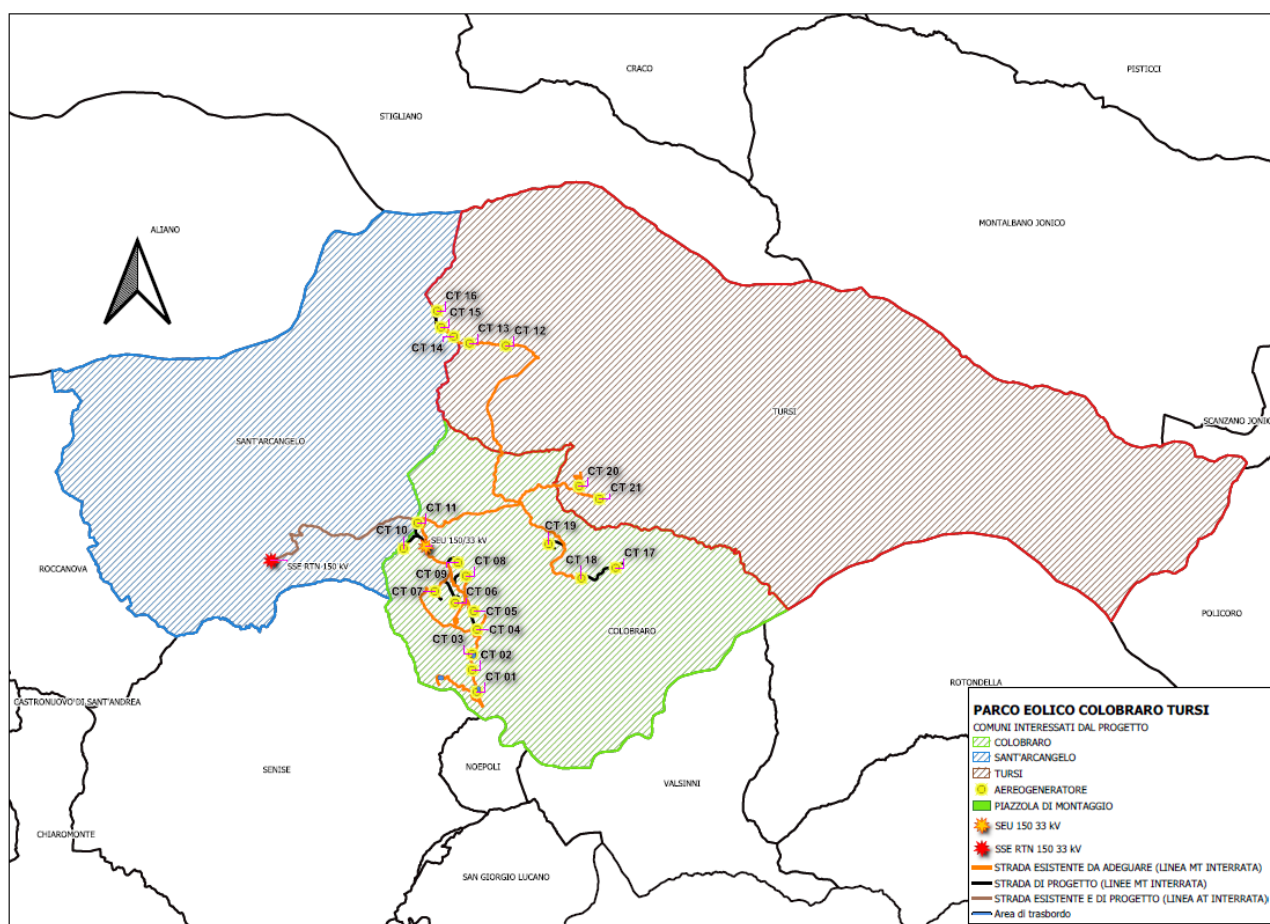 CRACO
PISTICCI
STIGLIANO
ALIANO
MONTALBANO JONICO
CT 16
CT 15
CT 13
CT 12
CT 14
TURSI
SCANZANO JONIC
SANT'ARCANGELO
CT 20
CT 21
CT 11
CT 10
CT 19
SEU 150/33 kV
SSE RTN 150 kV
ROCCANOVA
CT 08
CT 18
CT 17
CT 09
CT 07
CT 06
CT 05
POLICORO
CT 04
COLOBRARO
CT 03
CT 02
CT 01
ROTONDELLA
CASTRONUOVO DI SANT'ANDREA
SENISE
NOEPOLI
VALSINNI
CHIAROMONTE
SAN GIORGIO LUCANO
PARCO EOLICO COLOBRARO TURSI
COMUNI INTERESSATI DAL PROGETTO
COLOBRARO
SANT'ARCANGELO
TURSI
AEREOGENERATORE
PIAZZOLA DI MONTAGGIO
SEU 150 33 kV
SSE RTN 150 33 kV
STRADA ESISTENTE DA ADEGUARE (LINEA MT INTERRATA)
STRADA DI PROGETTO (LINEE MT INTERRATA)
STRADA ESISTENTE E DI PROGETTO (LINEA AT INTERRATA)
Area di trasbordo